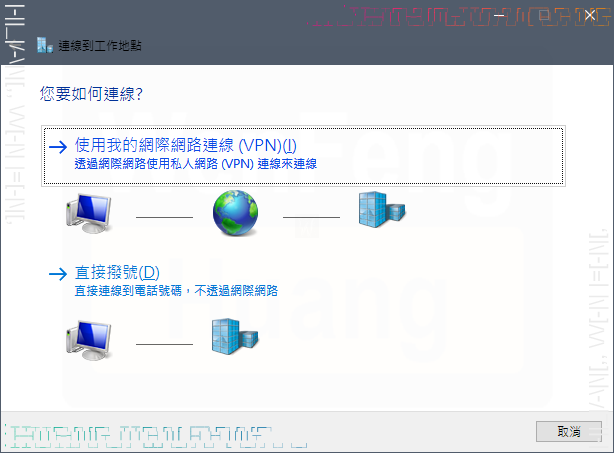 連線到工作地點
您要如何連線?
使用我的網際網路連線 (VPN)(I)
透過網際網路使用私人網路 (VPN) 連線來連線
直接撥號(D)
直接連線到電話號碼，不透過網際網路
取消